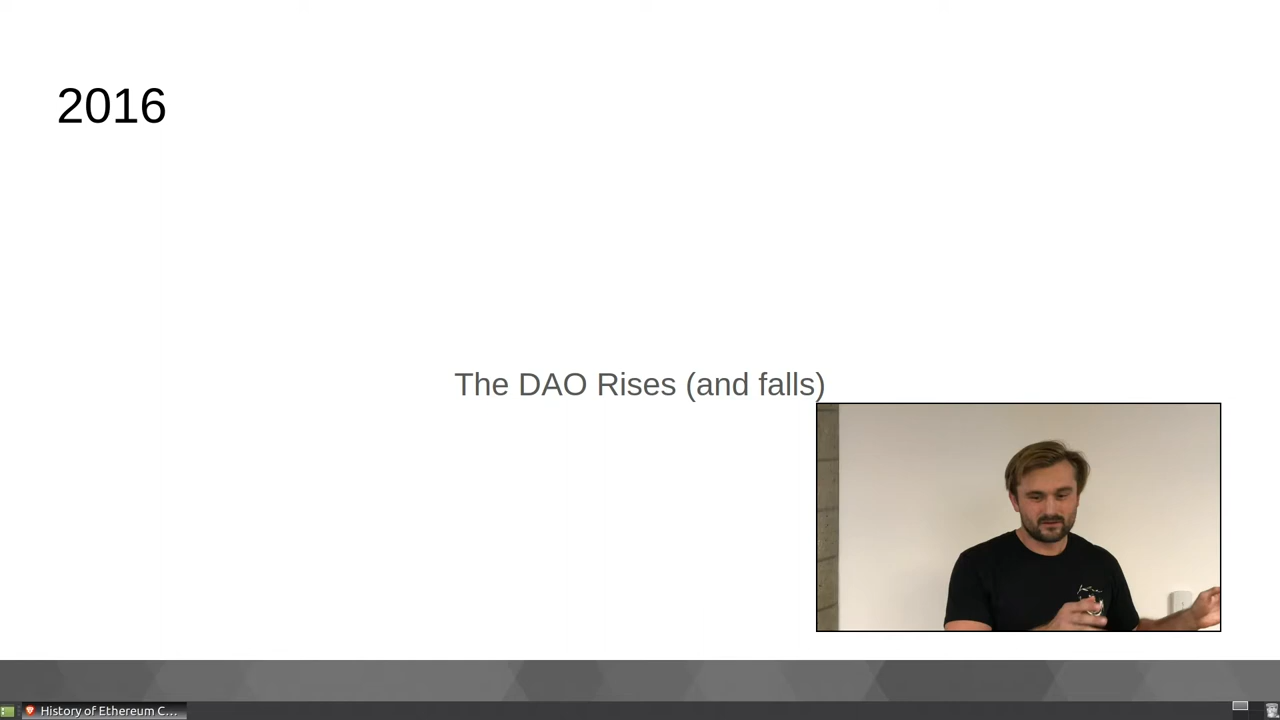 2016
The DAO Rises (and falls)
History of Ethereum C...